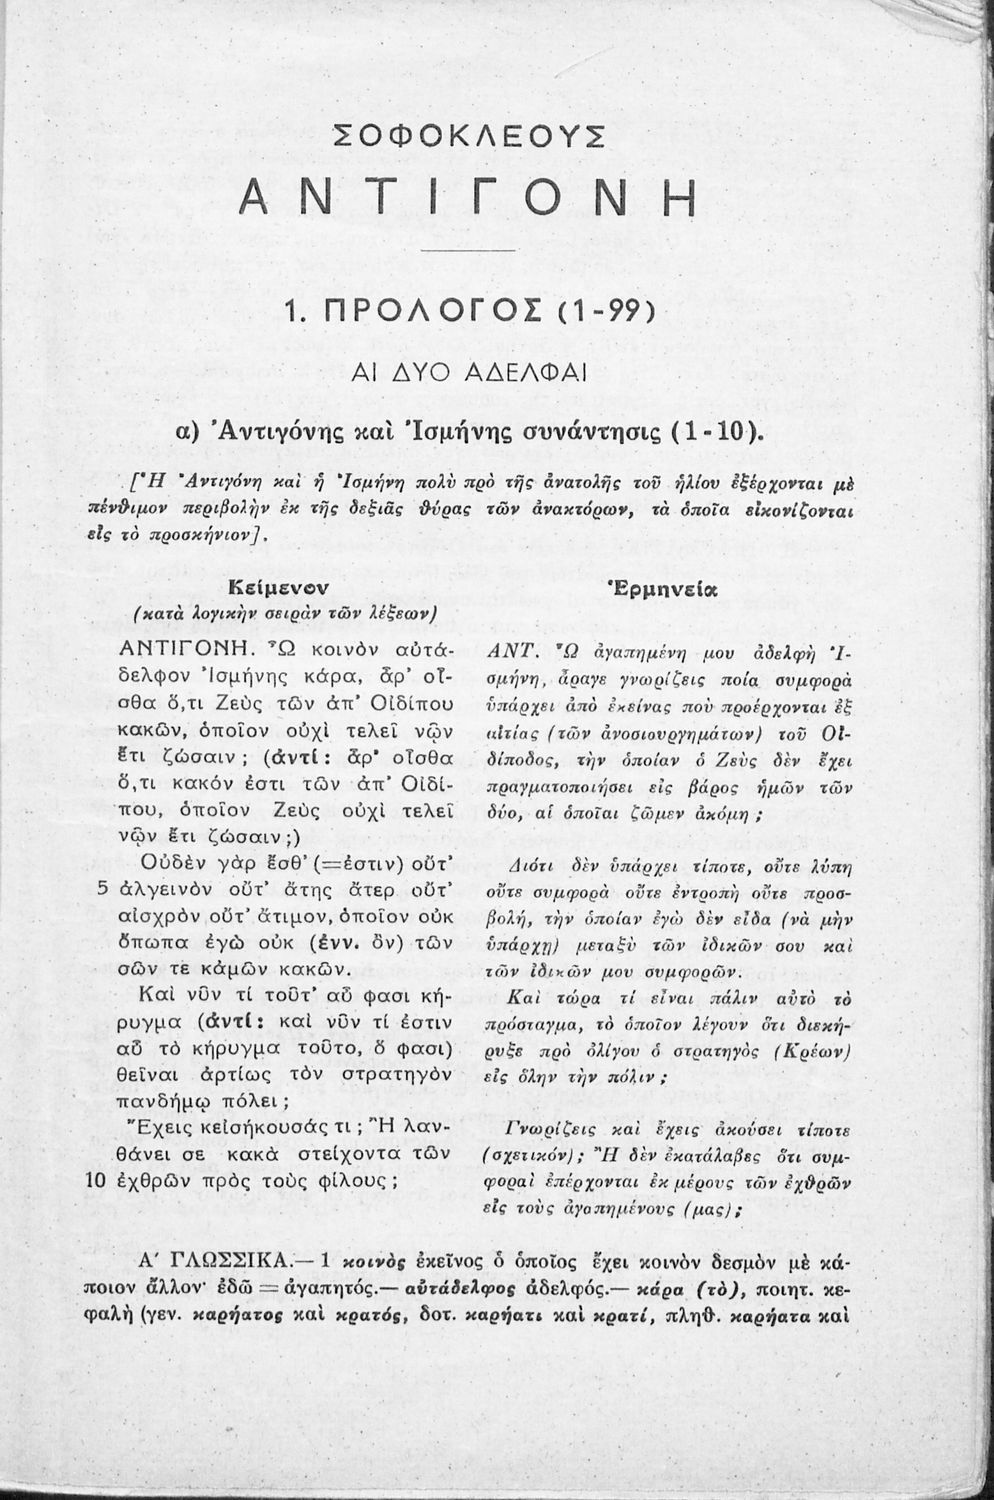 ΣΟΦΟΚΛΕΟΥΣ
ΑΝΤΙΓΟΝΗ
1. ΠΡΟΛΟΓΟΣ (1-99)
ΑΙ ΔΥΟ ΑΔΕΛΦΑΙ
α) Ἀντιγόνης καὶ Ἰσμήνης συνάντησις (1-10).
[Ἡ Ἀντιγόνη καὶ ἡ Ἰσμήνη πολὺ πρὸ τῆς ἀνατολῆς τοῦ ἡλίου ἐξέρχονται μὲ
πένθιμον περιβολὴν ἐκ τῆς δεξιᾶς θύρας τῶν ἀνακτόρων, τὰ ὁποῖα εἰκονίζονται
εἰς τὸ προσκήνιον].
Κείμενον
(κατὰ λογικὴν σειρὰν τῶν λέξεων)
ΑΝΤΙΓΟΝΗ. Ὦ κοινὸν αὐτά-
δελφον Ἰσμήνης κάρα, ἆρ' οἶ-
σθα ὅ,τι Ζεὺς τῶν ἀπ' Οἰδίπου
κακῶν, ὁποῖον οὐχὶ τελεῖ νῷν
ἔτι ζώσαιν ; (ἀντί : ἆρ' οἶσθα
ὅ,τι κακόν ἐστι τῶν ἀπ' Οἰδί-
που, ὁποῖον Ζεὺς οὐχὶ τελεῖ
νῷν ἔτι ζώσαιν ;)
Οὐδὲν γὰρ ἔσθ' (=ἐστιν) οὔτ'
5 ἀλγεινὸν οὔτ' ἄτης ἄτερ οὔτ'
αἰσχρὸν οὔτ' ἄτιμον, ὁποῖον οὐκ
ὄπωπα ἐγὼ οὐκ (ἐνν. ὂν) τῶν
σῶν τε κἀμῶν κακῶν.
Καὶ νῦν τί τοῦτ' αὖ φασι κή-
ρυγμα (ἀντί : καὶ νῦν τί ἐστιν
αὖ τὸ κήρυγμα τοῦτο, ὅ φασι)
θεῖναι ἀρτίως τὸν στρατηγὸν
πανδήμῳ πόλει ;
Ἔχεις κεἰσήκουσάς τι ; Ἢ λαν-
θάνει σε κακὰ στείχοντα τῶν
10 ἐχθρῶν πρὸς τοὺς φίλους ;
Ἑρμηνεία
ΑΝΤ. Ὦ ἀγαπημένη μου ἀδελφὴ Ἰ-
σμήνη, ἆραγε γνωρίζεις ποία συμφορὰ
ὑπάρχει ἀπὸ ἐκείνας ποὺ προέρχονται ἐξ
αἰτίας (τῶν ἀνοσιουργημάτων) τοῦ Οἰ-
δίποδος, τὴν ὁποίαν ὁ Ζεὺς δὲν ἔχει
πραγματοποιήσει εἰς βάρος ἡμῶν τῶν
δύο, αἱ ὁποῖαι ζῶμεν ἀκόμη ;
Διότι δὲν ὑπάρχει τίποτε, οὔτε λύπη
οὔτε συμφορὰ οὔτε ἐντροπὴ οὔτε προσ-
βολή, τὴν ὁποίαν ἐγὼ δὲν εἶδα (νὰ μὴν
ὑπάρχῃ) μεταξὺ τῶν ἰδικῶν σου καὶ
τῶν ἰδικῶν μου συμφορῶν.
Καὶ τώρα τί εἶναι πάλιν αὐτὸ τὸ
πρόσταγμα, τὸ ὁποῖον λέγουν ὅτι διεκή-
ρυξε πρὸ ὀλίγου ὁ στρατηγὸς (Κρέων)
εἰς ὅλην τὴν πόλιν ;
Γνωρίζεις καὶ ἔχεις ἀκούσει τίποτε
(σχετικόν) ; Ἢ δὲν ἐκατάλαβες ὅτι συμ-
φοραὶ ἐπέρχονται ἐκ μέρους τῶν ἐχθρῶν
εἰς τοὺς ἀγαπημένους (μας) ;
Α' ΓΛΩΣΣΙΚΑ.— 1 κοινὸς ἐκεῖνος ὁ ὁποῖος ἔχει κοινὸν δεσμὸν μὲ κά-
ποιον ἄλλον· ἐδῶ = ἀγαπητός.— αὐτάδελφος ἀδελφός.— κάρα (τὸ), ποιητ. κε-
φαλὴ (γεν. καρήατος καὶ κρατός, δοτ. καρήατι καὶ κρατί, πληθ. καρήατα καὶ